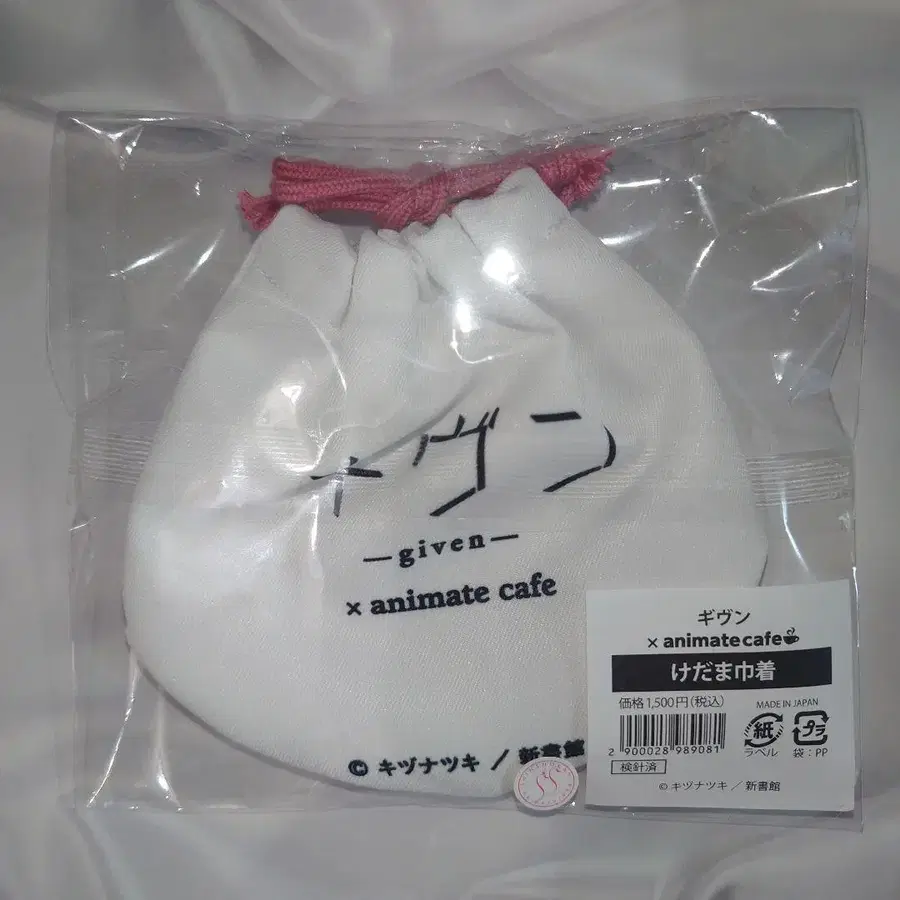 ギヴン
—given—
× animate cafe
© キヅナツキ ／ 新書館
ギヴン
× animatecafe
けだま巾着
価格1,500円(税込)
MADE IN JAPAN
2 900028 989081
紙
プラ
ラベル
袋：PP
検針済
© キヅナツキ ／ 新書館